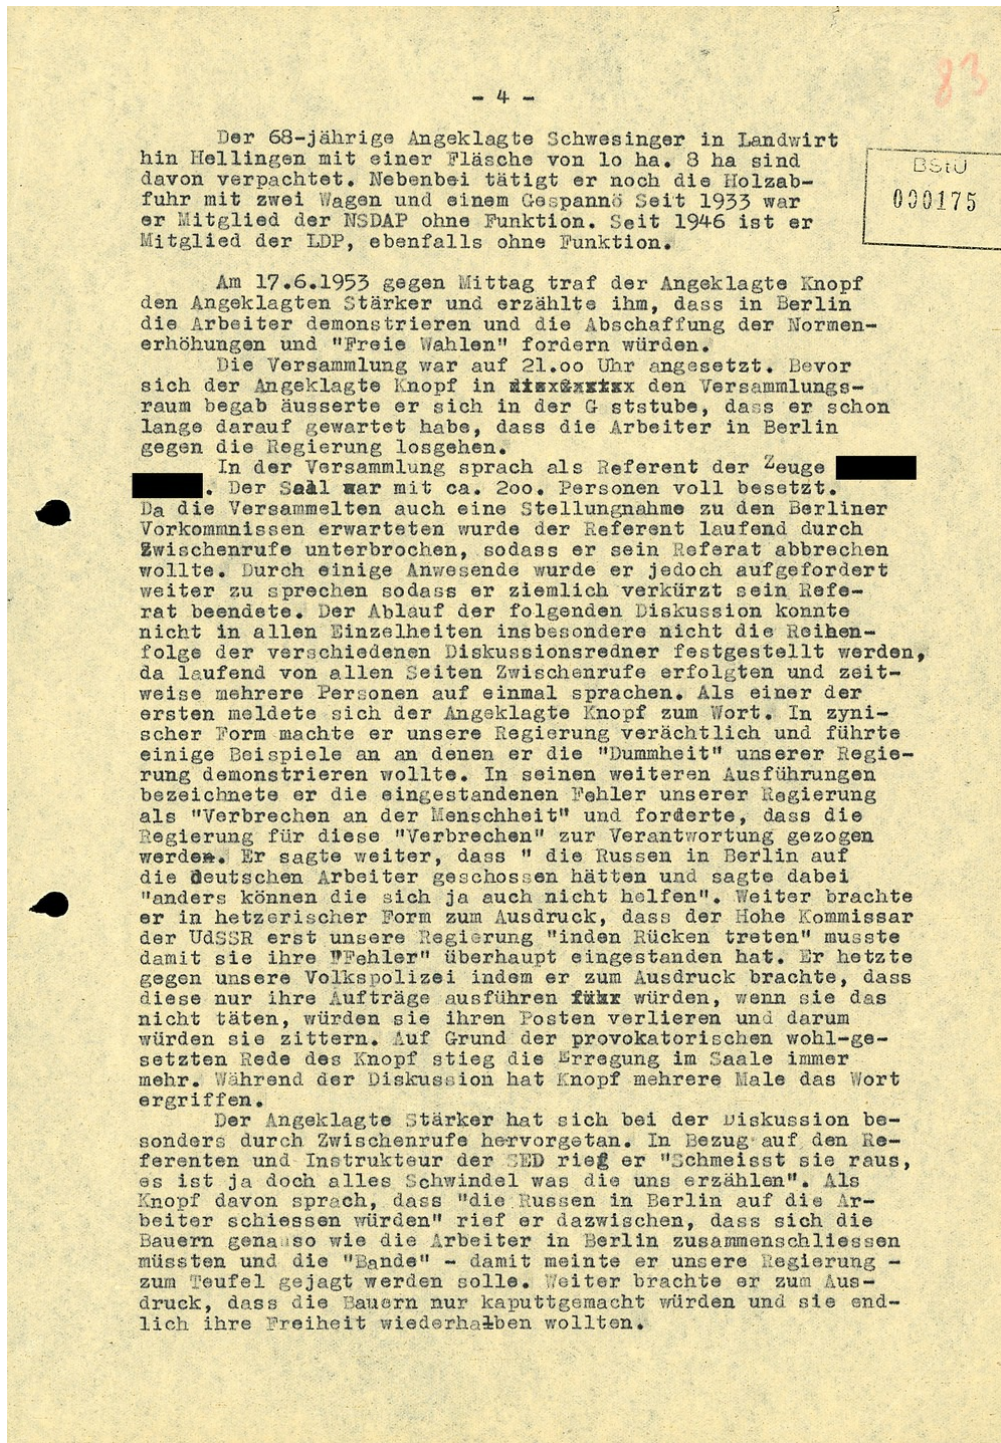 83
- 4 -
Der 68-jährige Angeklagte Schwesinger in Landwirt
hin Hellingen mit einer Fläsche von 1o ha. 8 ha sind
davon verpachtet. Nebenbei tätigt er noch die Holzab-
fuhr mit zwei Wagen und einem Gespannö Seit 1933 war
er Mitglied der NSDAP ohne Funktion. Seit 1946 ist er
Mitglied der LDP, ebenfalls ohne Funktion.
BStU
000175
Am 17.6.1953 gegen Mittag traf der Angeklagte Knopf
den Angeklagten Stärker und erzählte ihm, dass in Berlin
die Arbeiter demonstrieren und die Abschaffung der Normen-
erhöhungen und "Freie Wahlen" fordern würden.
Die Versammlung war auf 21.oo Uhr angesetzt. Bevor
sich der Angeklagte Knopf in den Versammlungs-
raum begab äusserte er sich in der G ststube, dass er schon
lange darauf gewartet habe, dass die Arbeiter in Berlin
gegen die Regierung losgehen.
In der Versammlung sprach als Referent der Zeuge
. Der Saal war mit ca. 2oo. Personen voll besetzt.
Da die Versammelten auch eine Stellungnahme zu den Berliner
Vorkommnissen erwarteten wurde der Referent laufend durch
Zwischenrufe unterbrochen, sodass er sein Referat abbrechen
wollte. Durch einige Anwesende wurde er jedoch aufgefordert
weiter zu sprechen sodass er ziemlich verkürzt sein Refe-
rat beendete. Der Ablauf der folgenden Diskussion konnte
nicht in allen Einzelheiten insbesondere nicht die Reihen-
folge der verschiedenen Diskussionsredner festgestellt werden,
da laufend von allen Seiten Zwischenrufe erfolgten und zeit-
weise mehrere Personen auf einmal sprachen. Als einer der
ersten meldete sich der Angeklagte Knopf zum Wort. In zyni-
scher Form machte er unsere Regierung verächtlich und führte
einige Beispiele an an denen er die "Dummheit" unserer Regie-
rung demonstrieren wollte. In seinen weiteren Ausführungen
bezeichnete er die eingestandenen Fehler unserer Regierung
als "Verbrechen an der Menschheit" und forderte, dass die
Regierung für diese "Verbrechen" zur Verantwortung gezogen
werden. Er sagte weiter, dass " die Russen in Berlin auf
die deutschen Arbeiter geschossen hätten und sagte dabei
"anders können die sich ja auch nicht helfen". Weiter brachte
er in hetzerischer Form zum Ausdruck, dass der Hohe Kommissar
der UdSSR erst unsere Regierung "inden Rücken treten" musste
damit sie ihre "Fehler" überhaupt eingestanden hat. Er hetzte
gegen unsere Volkspolizei indem er zum Ausdruck brachte, dass
diese nur ihre Aufträge ausführen würden, wenn sie das
nicht täten, würden sie ihren Posten verlieren und darum
würden sie zittern. Auf Grund der provokatorischen wohl-ge-
setzten Rede des Knopf stieg die Erregung im Saale immer
mehr. Während der Diskussion hat Knopf mehrere Male das Wort
ergriffen.
Der Angeklagte Stärker hat sich bei der Diskussion be-
sonders durch Zwischenrufe hervorgetan. In Bezug auf den Re-
ferenten und Instrukteur der SED rief er "Schmeisst sie raus,
es ist ja doch alles Schwindel was die uns erzählen". Als
Knopf davon sprach, dass "die Russen in Berlin auf die Ar-
beiter schiessen würden" rief er dazwischen, dass sich die
Bauern genauso wie die Arbeiter in Berlin zusammenschliessen
müssten und die "Bande" - damit meinte er unsere Regierung -
zum Teufel gejagt werden solle. Weiter brachte er zum Aus-
druck, dass die Bauern nur kaputtgemacht würden und sie end-
lich ihre Freiheit wiederhalben wollten.